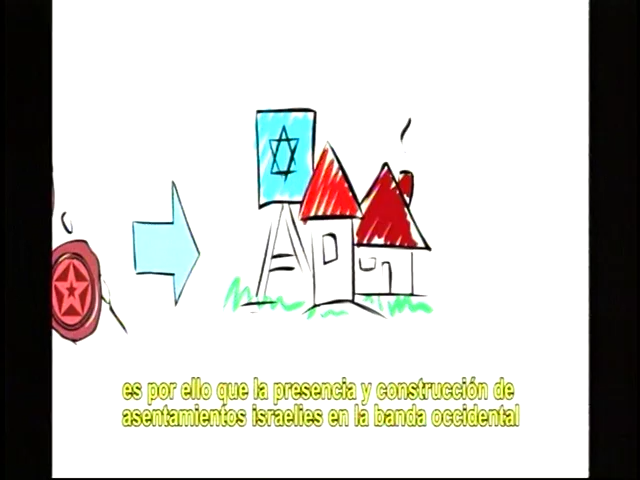 es por ello que la presencia y construcción de
asentamientos israelies en la banda occidental